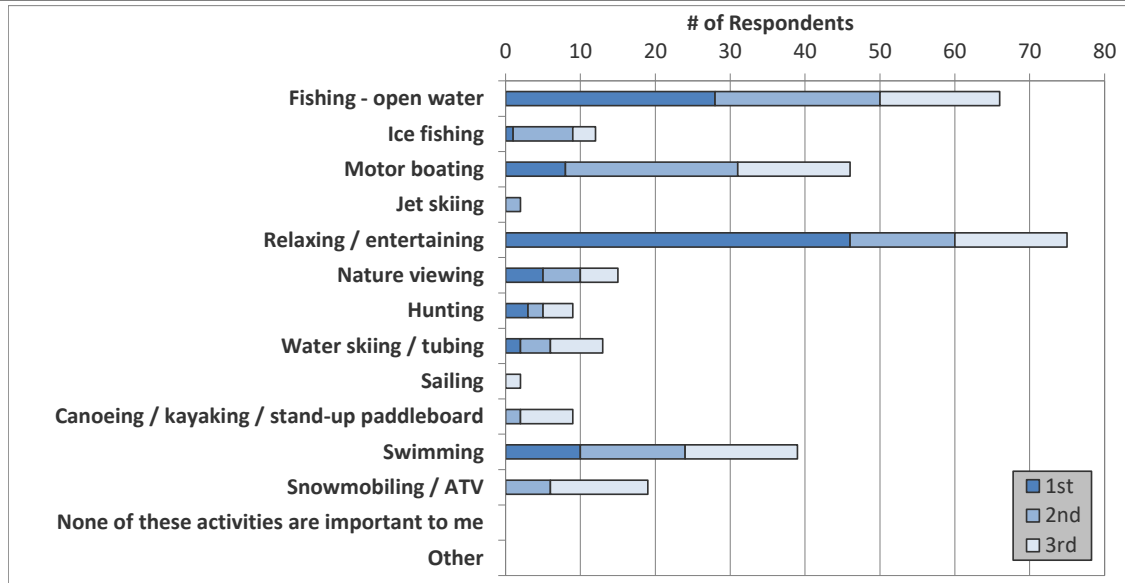 # of Respondents
0 10 20 30 40 50 60 70 80
Fishing - open water
Ice fishing
Motor boating
Jet skiing
Relaxing / entertaining
Nature viewing
Hunting
Water skiing / tubing
Sailing
Canoeing / kayaking / stand-up paddleboard
Swimming
Snowmobiling / ATV
None of these activities are important to me
Other
1st
2nd
3rd